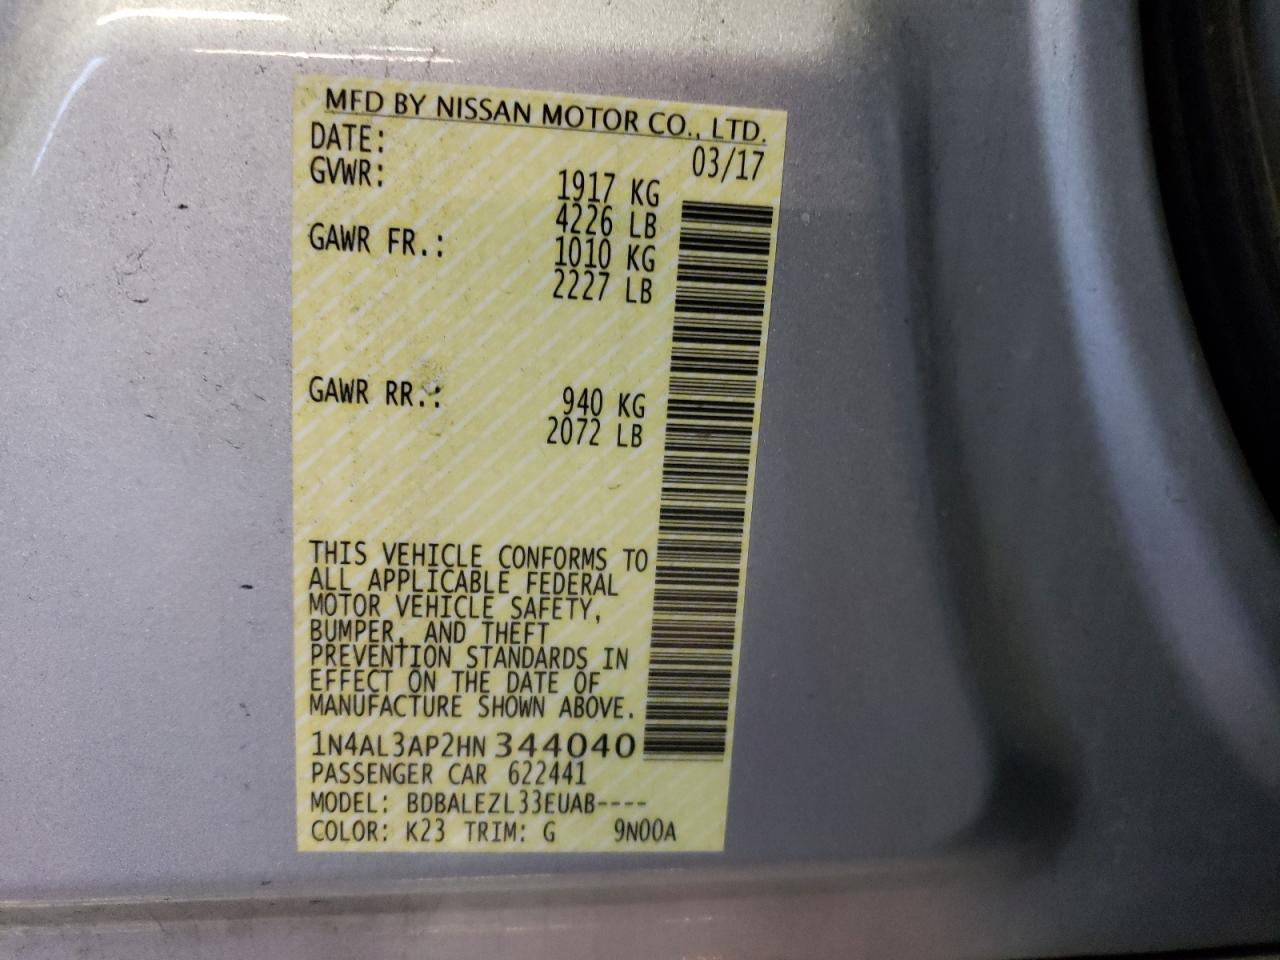 MFD BY NISSAN MOTOR CO., LTD.
DATE: 03/17
GVWR: 1917 KG
4226 LB
GAWR FR.: 1010 KG
2227 LB
GAWR RR.: 940 KG
2072 LB
THIS VEHICLE CONFORMS TO
ALL APPLICABLE FEDERAL
MOTOR VEHICLE SAFETY,
BUMPER, AND THEFT
PREVENTION STANDARDS IN
EFFECT ON THE DATE OF
MANUFACTURE SHOWN ABOVE.
1N4AL3AP2HN344040
PASSENGER CAR 622441
MODEL: BDBALEZL33EUAB----
COLOR: K23 TRIM: G 9N00A